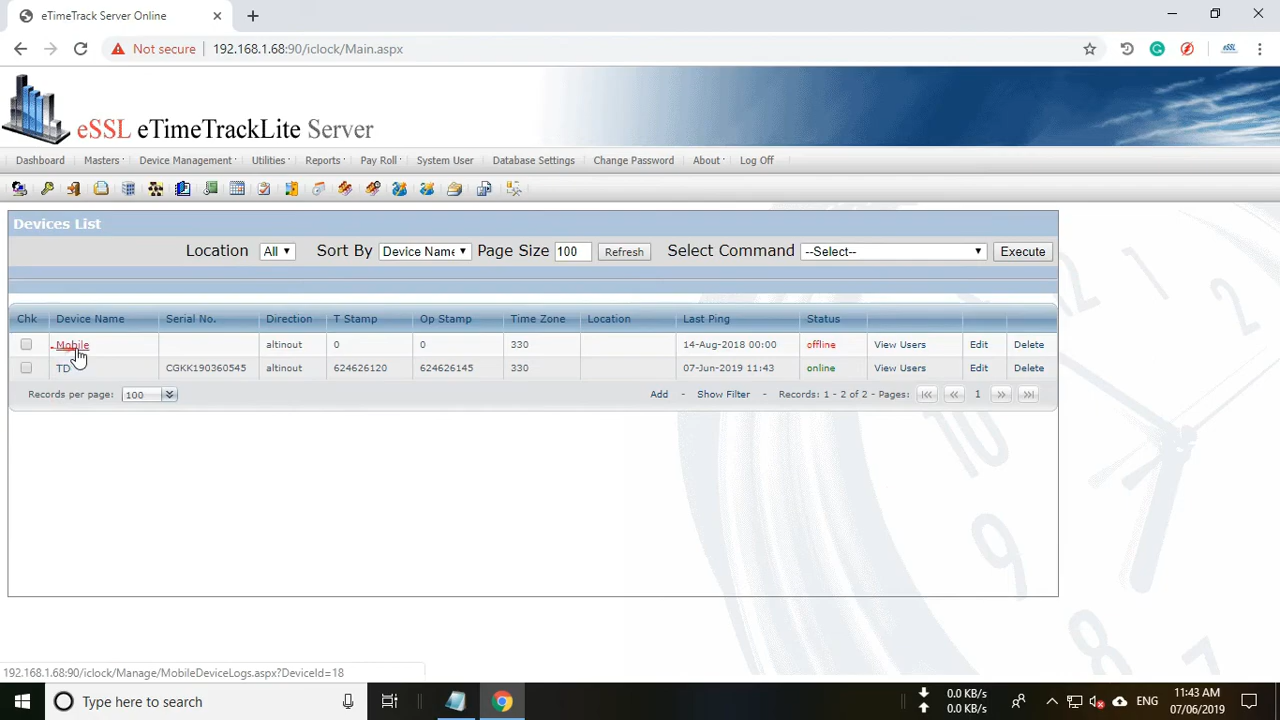 eTimeTrack Server Online
Not secure 192.168.1.68:90/iclock/Main.aspx
eSSL
eSSL eTimeTrackLite Server
Dashboard Masters Device Management Utilities Reports Pay Roll System User Database Settings Change Password About Log Off
Devices List
Location All Sort By Device Name Page Size 100 Refresh Select Command --Select-- Execute
Chk Device Name Serial No. Direction T Stamp Op Stamp Time Zone Location Last Ping Status
Mobile altinout 0 0 330 14-Aug-2018 00:00 offline View Users Edit Delete
TD CGKK190360545 altinout 624626120 624626145 330 07-Jun-2019 11:43 online View Users Edit Delete
Records per page: 100 Add - Show Filter - Records: 1 - 2 of 2 - Pages: 1
12
2
10
9
8
192.168.1.68:90/iclock/Manage/MobileDeviceLogs.aspx?DeviceId=18
Type here to search
0.0 KB/s
0.0 KB/s
ENG
11:43 AM
07/06/2019